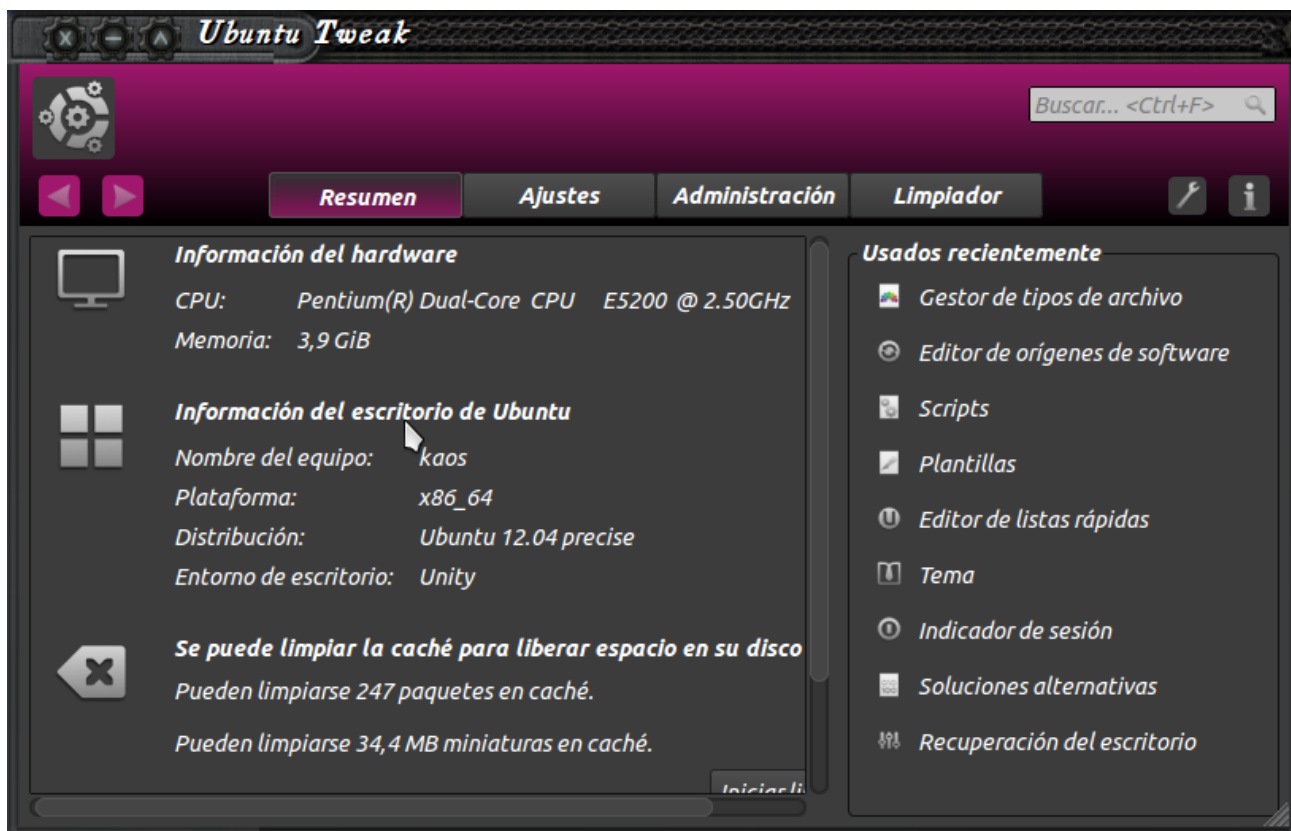 Ubuntu Tweak
Buscar... <Ctrl+F>
Resumen Ajustes Administración Limpiador
Información del hardware
CPU: Pentium(R) Dual-Core CPU E5200 @ 2.50GHz
Memoria: 3,9 GiB
Información del escritorio de Ubuntu
Nombre del equipo: kaos
Plataforma: x86_64
Distribución: Ubuntu 12.04 precise
Entorno de escritorio: Unity
Se puede limpiar la caché para liberar espacio en su disco
Pueden limpiarse 247 paquetes en caché.
Pueden limpiarse 34,4 MB miniaturas en caché.
Usados recientemente
Gestor de tipos de archivo
Editor de orígenes de software
Scripts
Plantillas
Editor de listas rápidas
Tema
Indicador de sesión
Soluciones alternativas
Recuperación del escritorio